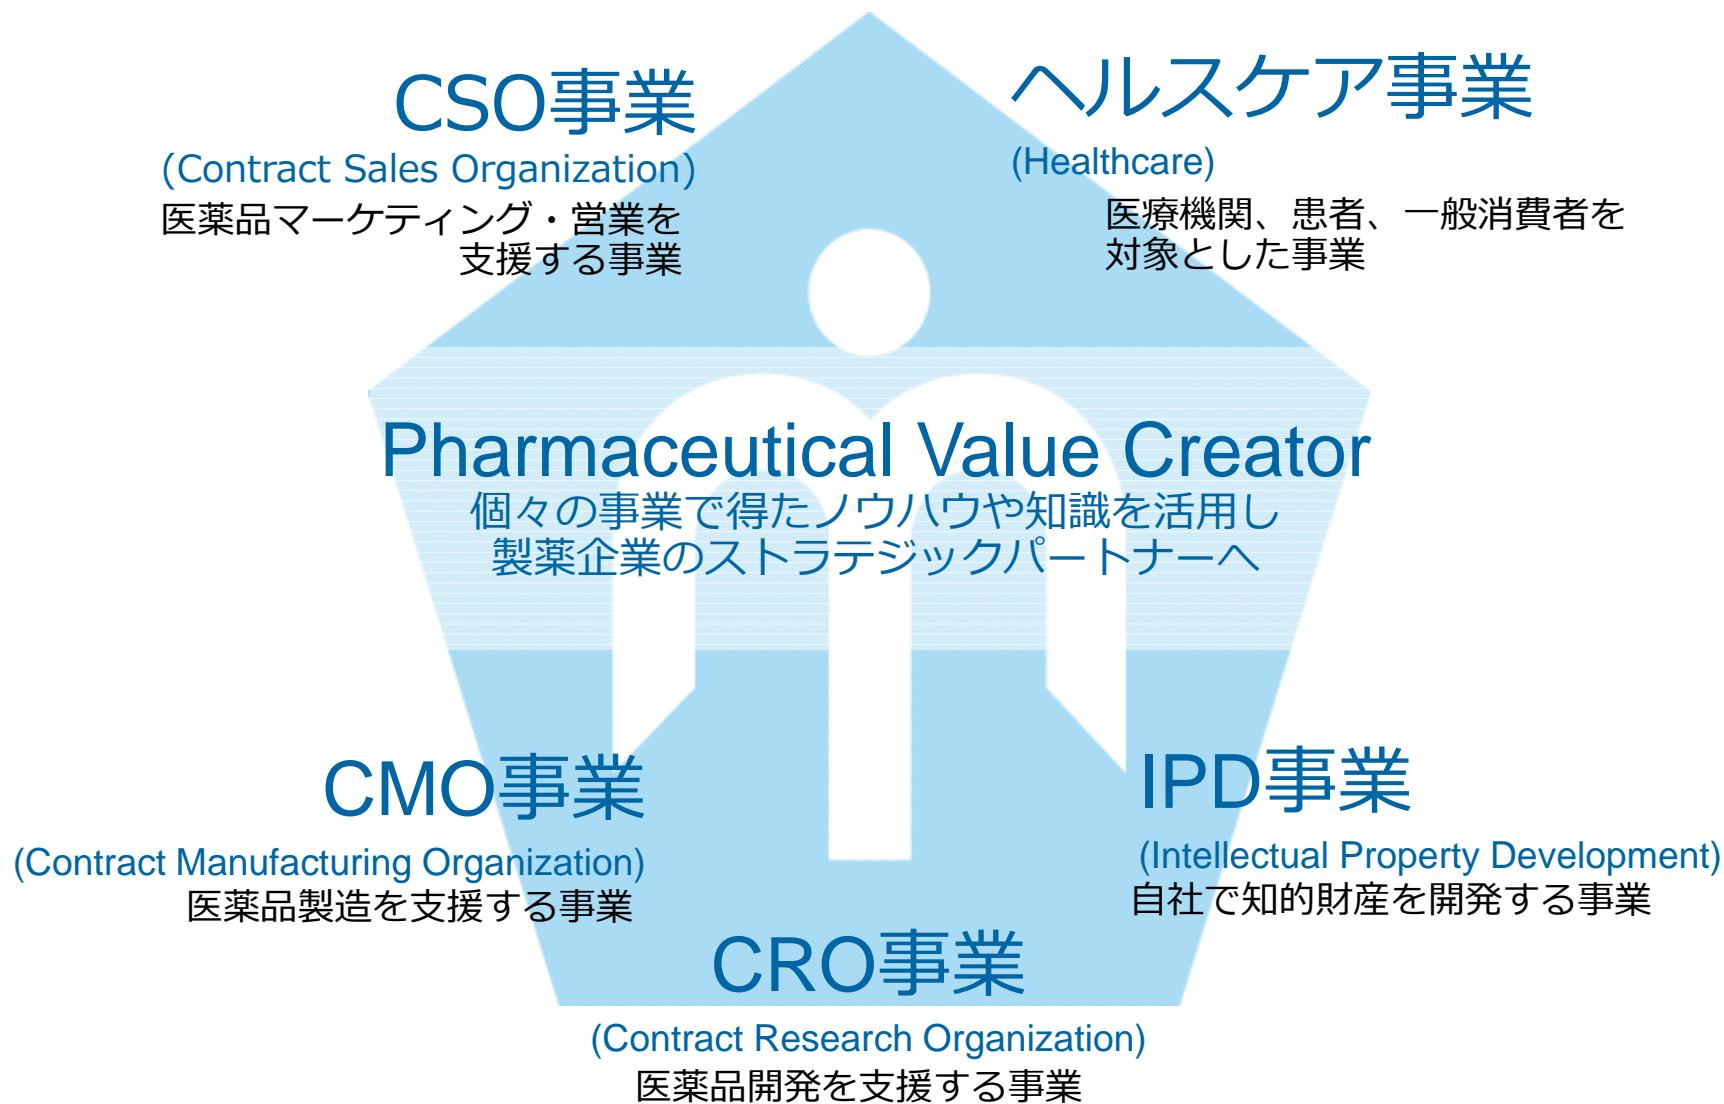 CSO事業
(Contract Sales Organization)
医薬品マーケティング・営業を
支援する事業
ヘルスケア事業
(Healthcare)
医療機関、患者、一般消費者を
対象とした事業
Pharmaceutical Value Creator
個々の事業で得たノウハウや知識を活用し
製薬企業のストラテジックパートナーへ
CMO事業
(Contract Manufacturing Organization)
医薬品製造を支援する事業
IPD事業
(Intellectual Property Development)
自社で知的財産を開発する事業
CRO事業
(Contract Research Organization)
医薬品開発を支援する事業